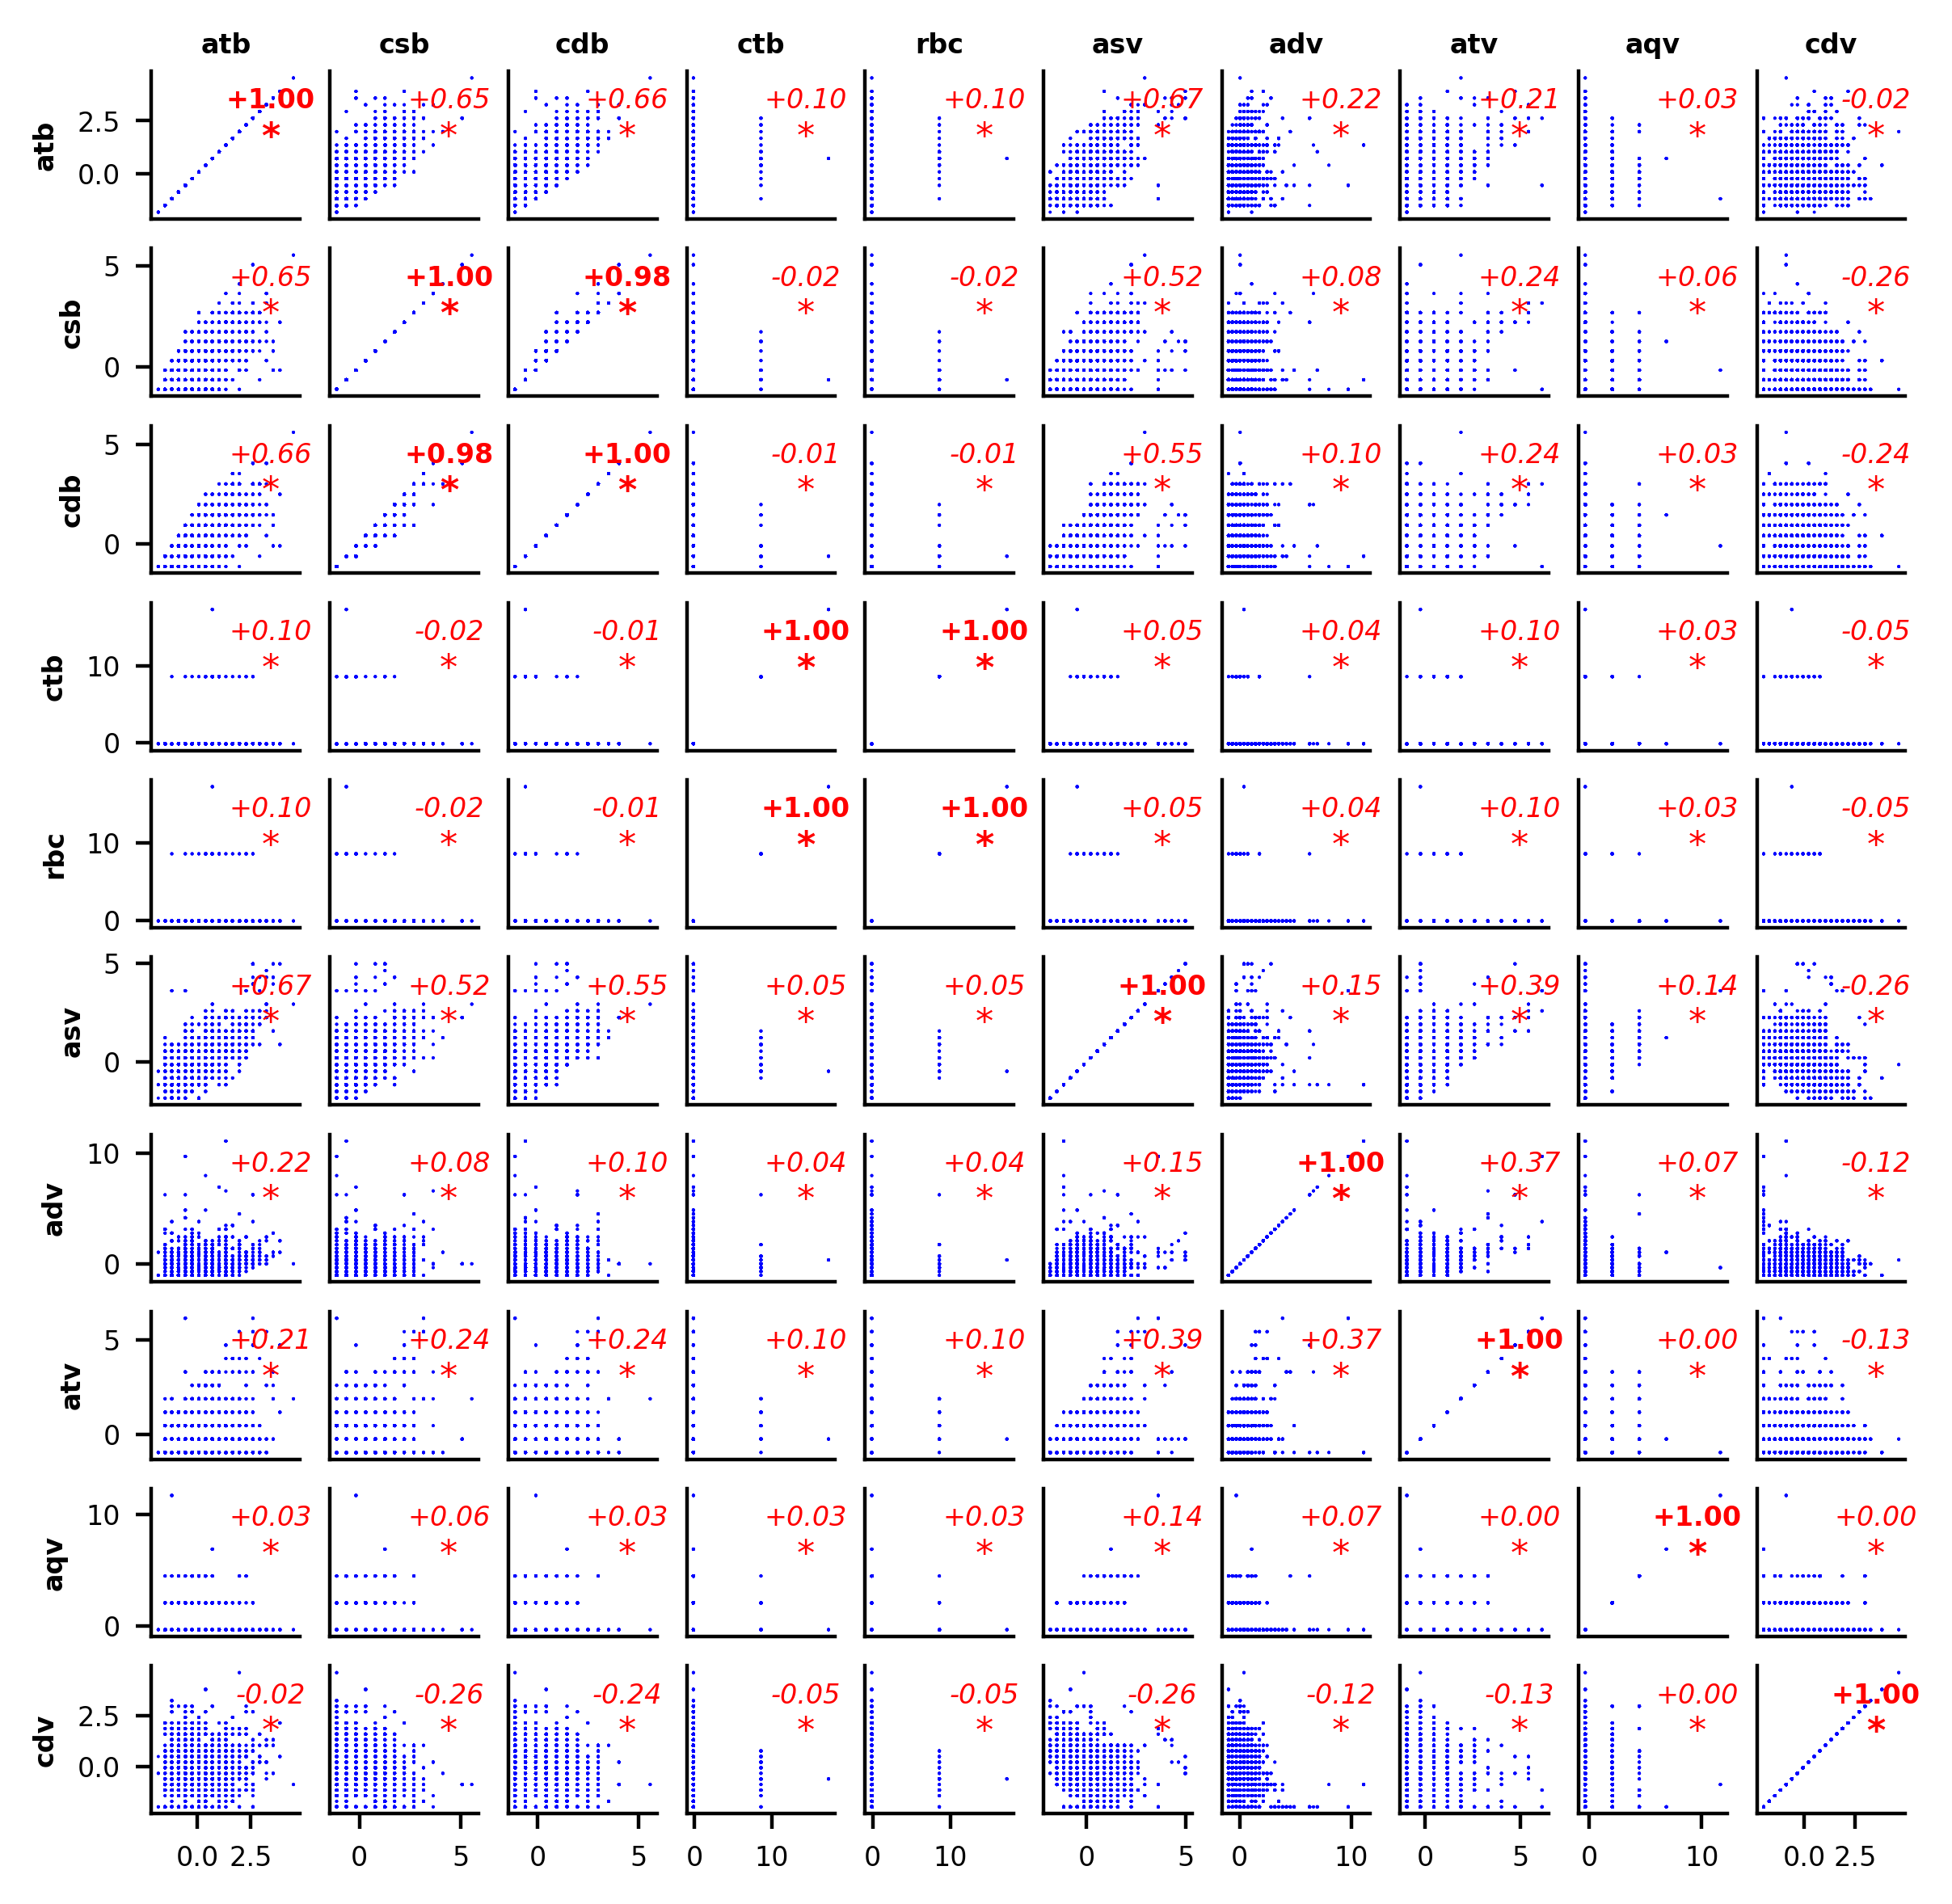 atb csb cdb ctb rbc asv adv atv aqv cdv
atb 2.5 0.0 +1.00 +0.65 +0.66 +0.10 +0.10 +0.67 +0.22 +0.21 +0.03 -0.02
* * * * * * * * * *
csb 5 0 +0.65 +1.00 +0.98 -0.02 -0.02 +0.52 +0.08 +0.24 +0.06 -0.26
* * * * * * * * * *
cdb 5 0 +0.66 +0.98 +1.00 -0.01 -0.01 +0.55 +0.10 +0.24 +0.03 -0.24
* * * * * * * * * *
ctb 10 0 +0.10 -0.02 -0.01 +1.00 +1.00 +0.05 +0.04 +0.10 +0.03 -0.05
* * * * * * * * * *
rbc 10 0 +0.10 -0.02 -0.01 +1.00 +1.00 +0.05 +0.04 +0.10 +0.03 -0.05
* * * * * * * * * *
asv 5 0 +0.67 +0.52 +0.55 +0.05 +0.05 +1.00 +0.15 +0.39 +0.14 -0.26
* * * * * * * * * *
adv 10 0 +0.22 +0.08 +0.10 +0.04 +0.04 +0.15 +1.00 +0.37 +0.07 -0.12
* * * * * * * * * *
atv 5 0 +0.21 +0.24 +0.24 +0.10 +0.10 +0.39 +0.37 +1.00 +0.00 -0.13
* * * * * * * * * *
aqv 10 0 +0.03 +0.06 +0.03 +0.03 +0.03 +0.14 +0.07 +0.00 +1.00 +0.00
* * * * * * * * * *
cdv 2.5 0.0 -0.02 -0.26 -0.24 -0.05 -0.05 -0.26 -0.12 -0.13 +0.00 +1.00
* * * * * * * * * *
0.0 2.5 0 5 0 5 0 10 0 10 0 5 0 10 0 5 0 10 0.0 2.5